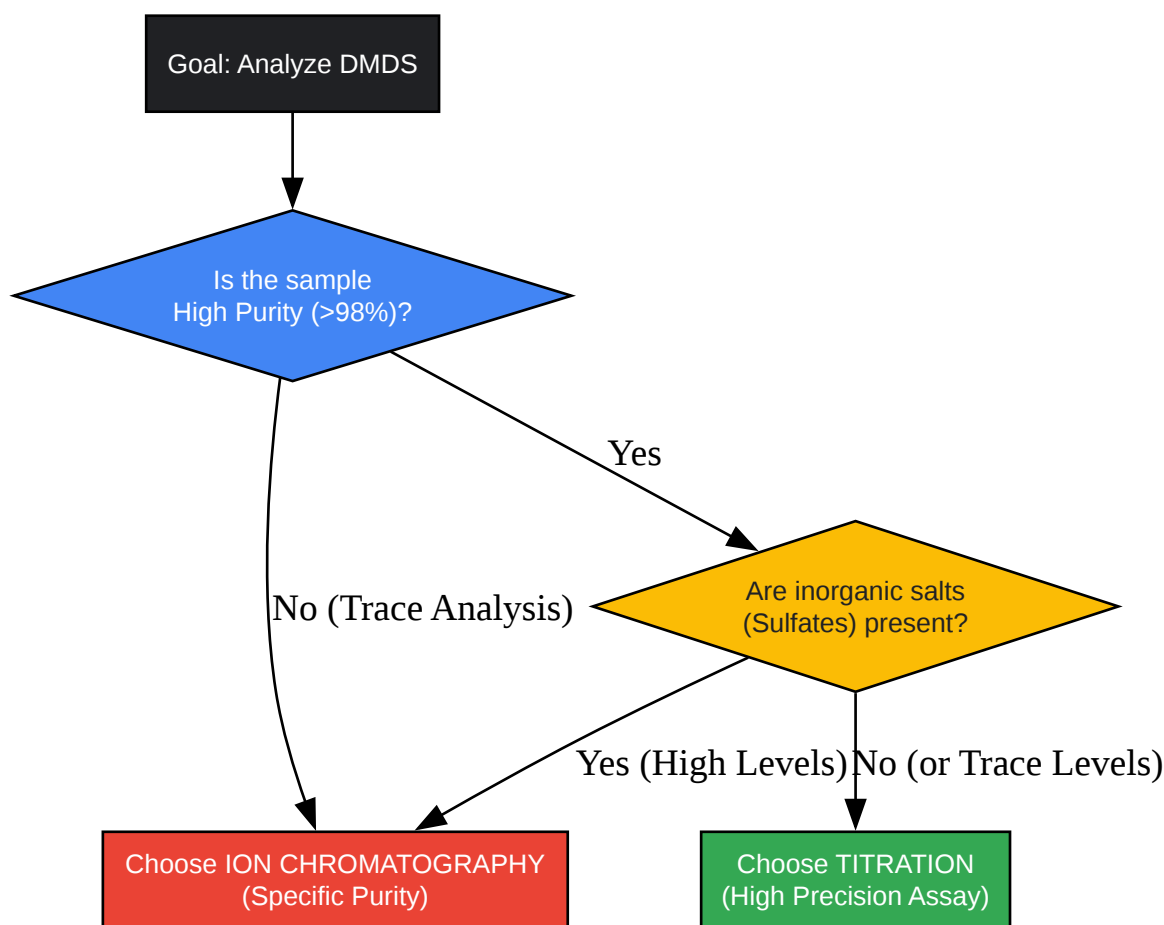 Goal: Analyze DMDS
Is the sample
High Purity (>98%)?
Yes
Are inorganic salts
(Sulfates) present?
No (Trace Analysis)
Yes (High Levels)
No (or Trace Levels)
Choose ION CHROMATOGRAPHY
(Specific Purity)
Choose TITRATION
(High Precision Assay)